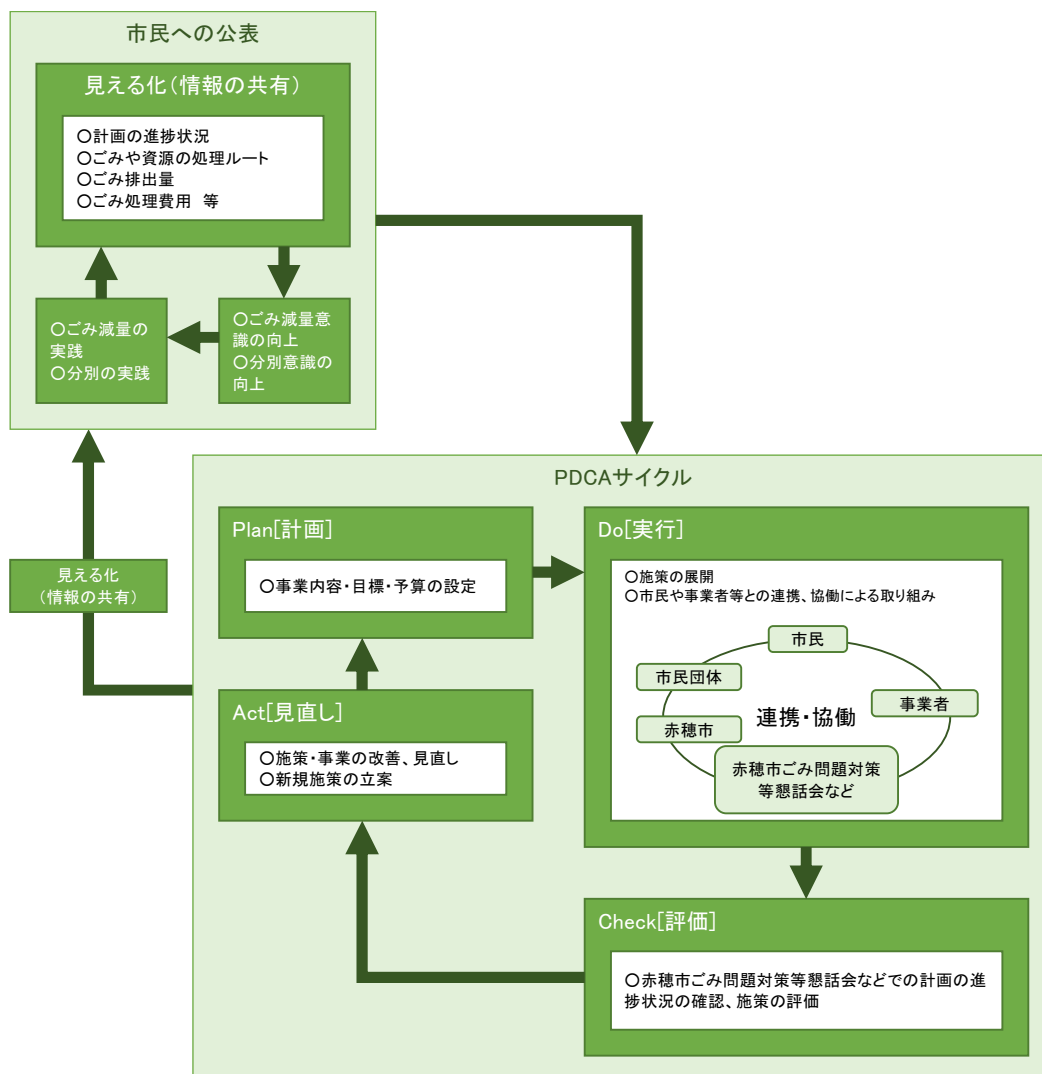 市民への公表
見える化（情報の共有）
〇計画の進捗状況
〇ごみや資源の処理ルート
〇ごみ排出量
〇ごみ処理費用　等
〇ごみ減量の
実践
〇分別の実践
〇ごみ減量意
識の向上
〇分別意識の
向上
見える化
（情報の共有）
PDCAサイクル
Plan[計画]
〇事業内容・目標・予算の設定
Do[実行]
〇施策の展開
〇市民や事業者等との連携、協働による取り組み
市民
市民団体
事業者
連携・協働
赤穂市
赤穂市ごみ問題対策
等懇話会など
Act[見直し]
〇施策・事業の改善、見直し
〇新規施策の立案
Check[評価]
〇赤穂市ごみ問題対策等懇話会などでの計画の進
捗状況の確認、施策の評価